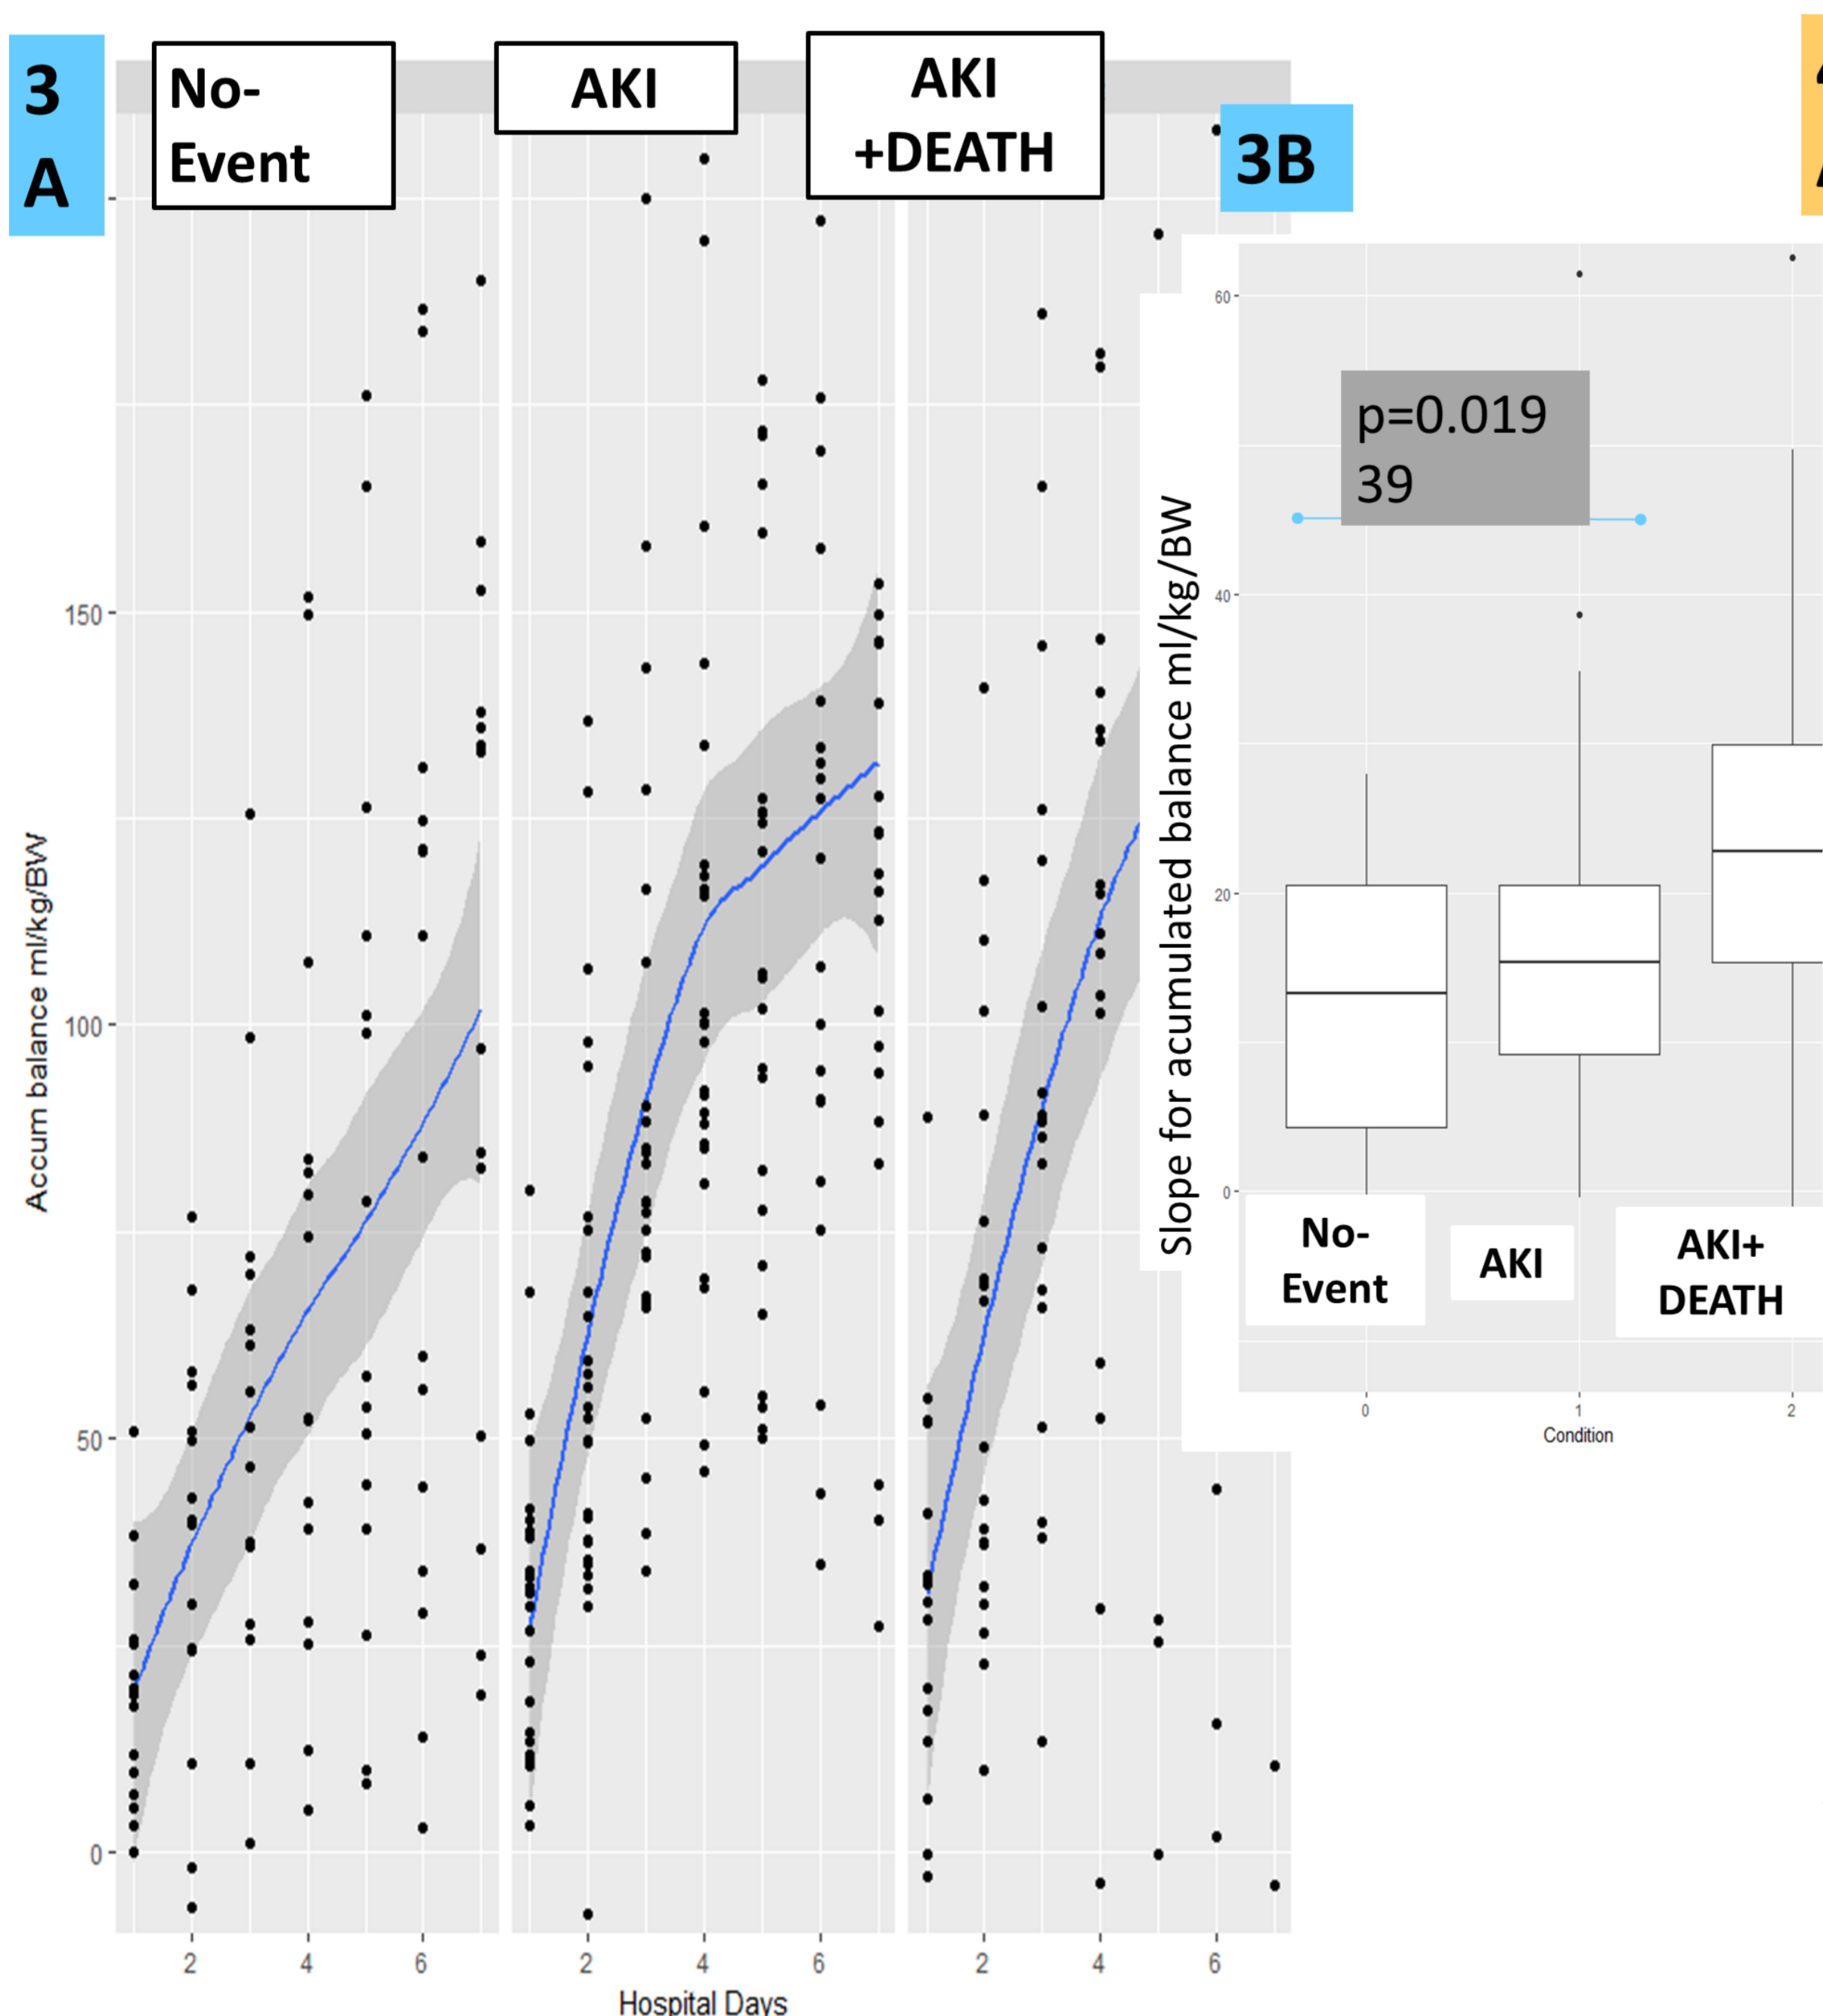 3
A
No-
Event
AKI
AKI
+DEATH
3B
Accum balance ml/kg/BW
150
100
50
0
2
4
6
2
4
6
2
4
6
Hospital Days
Slope for acumulated balance ml/kg/BW
60
40
20
0
p=0.019
39
No-
Event
AKI
AKI+
DEATH
0
1
2
Condition